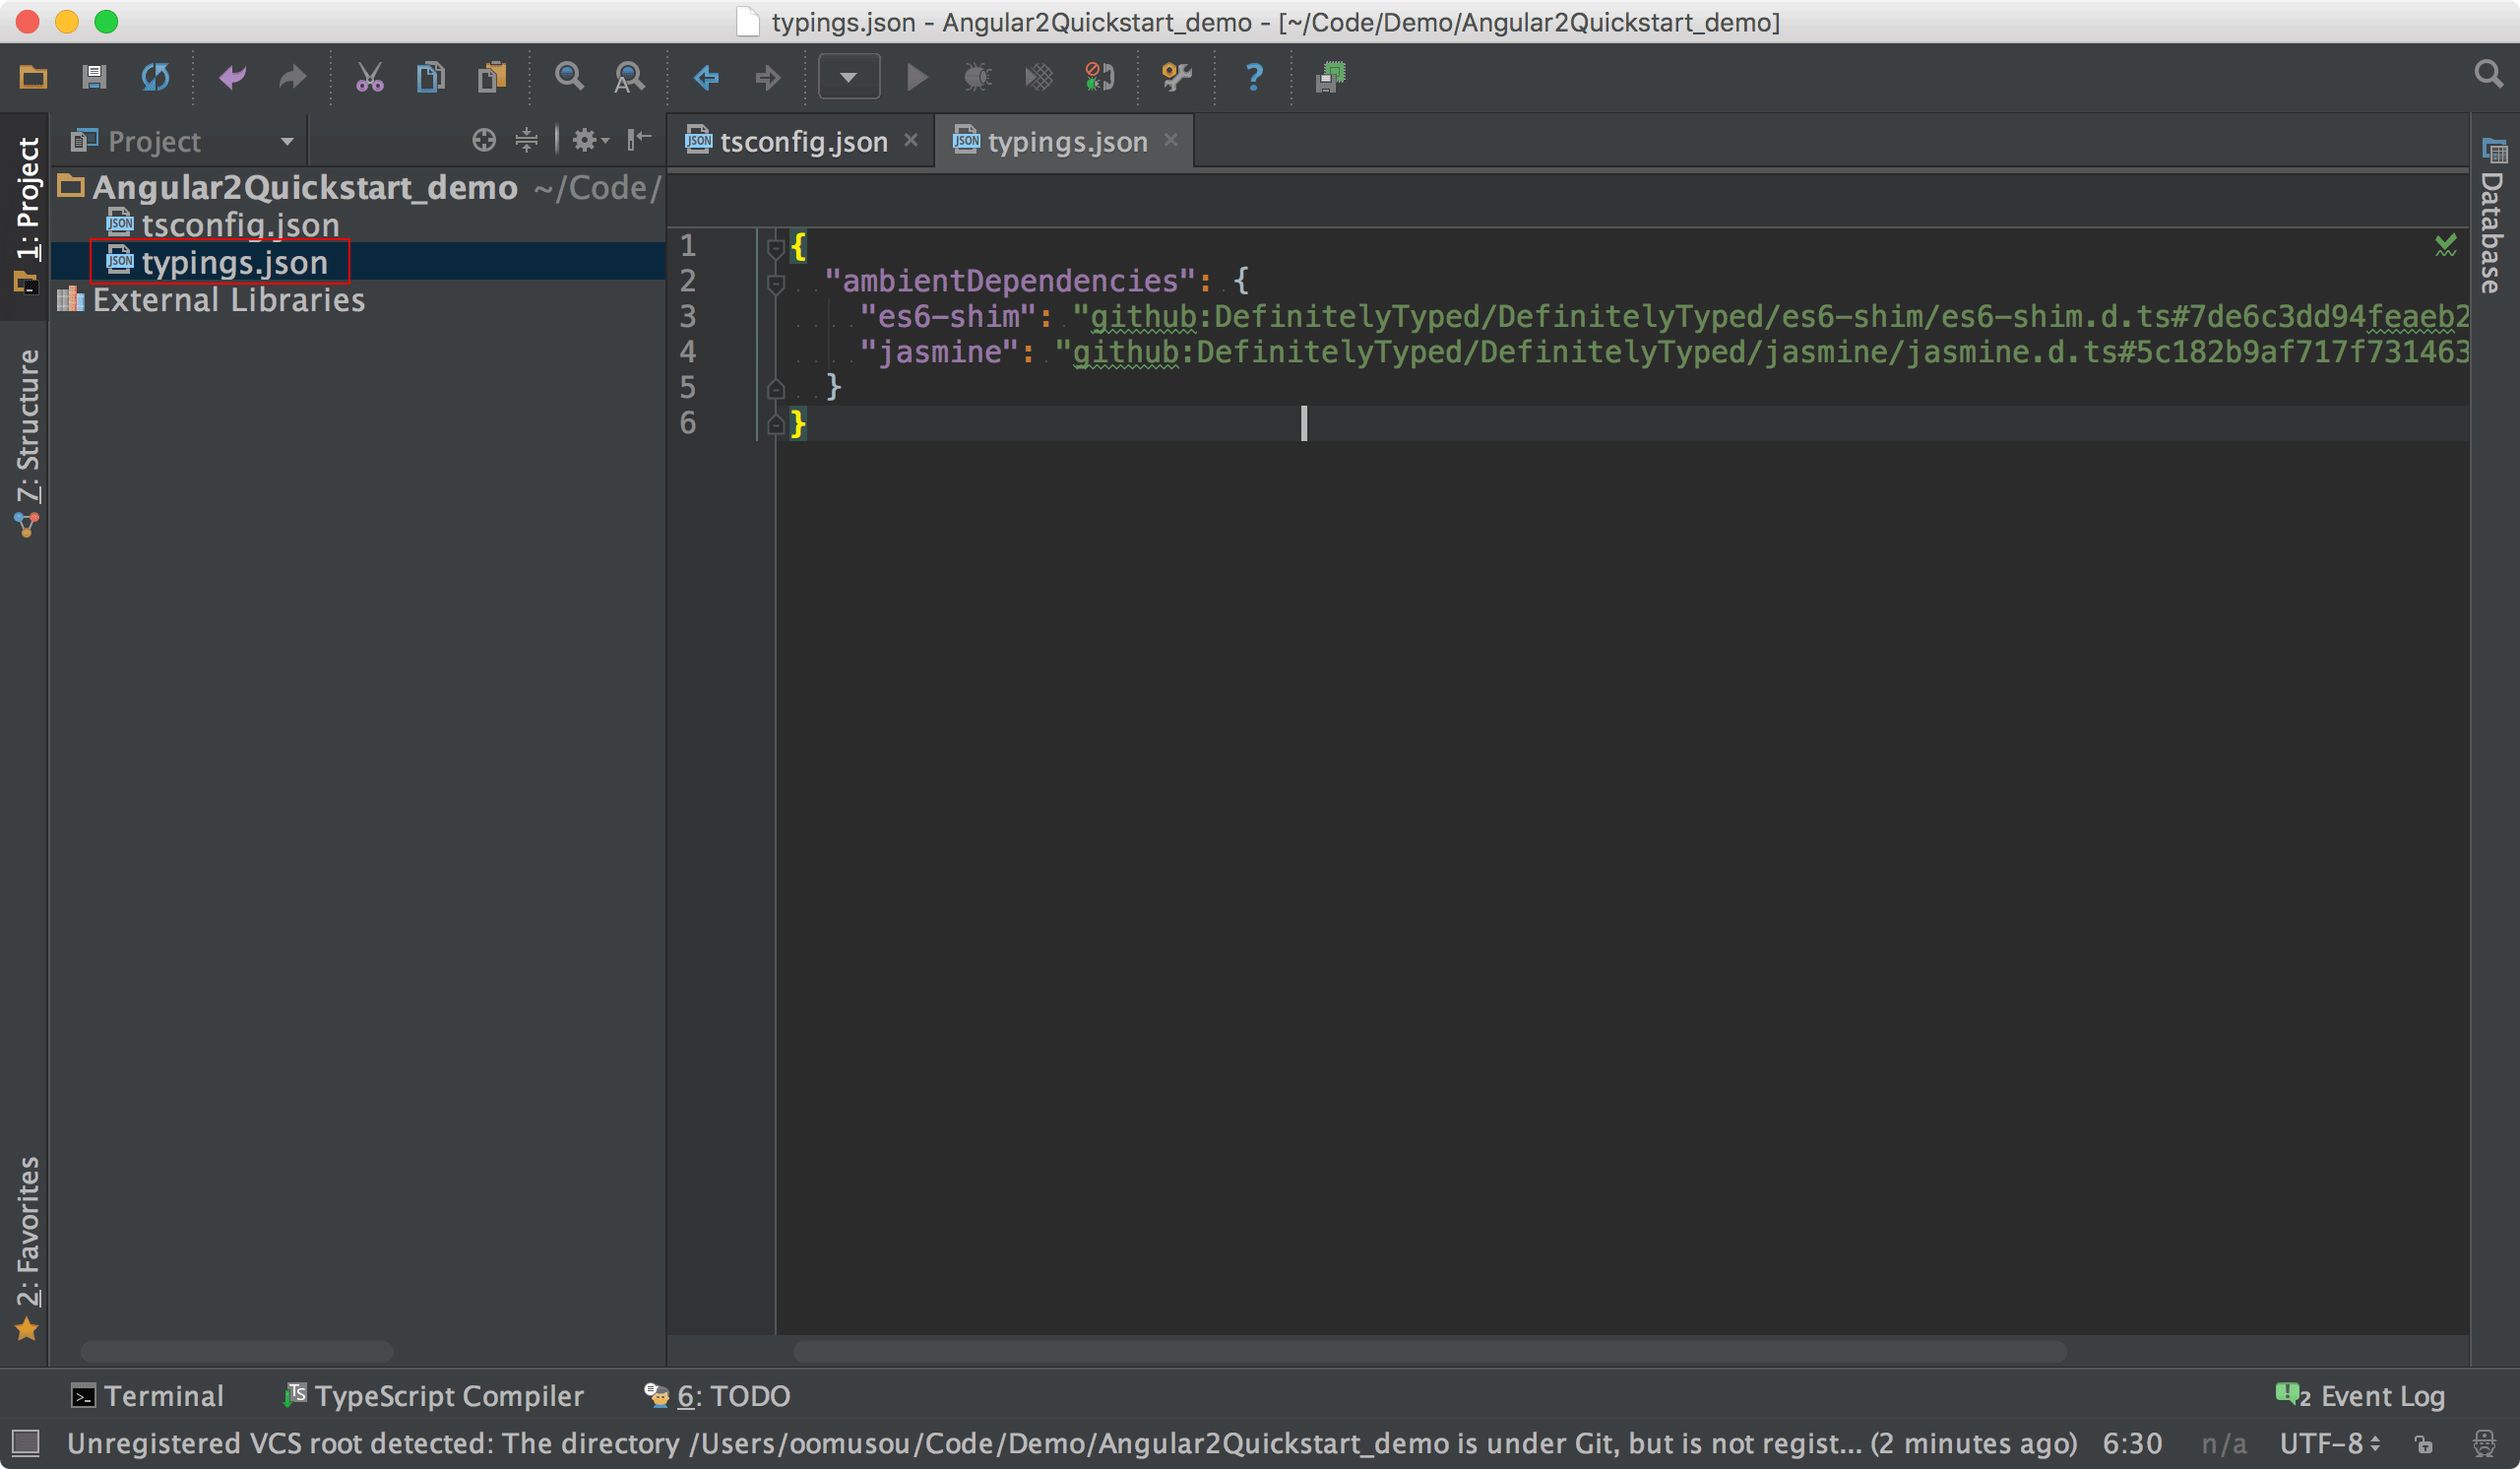 typings.json - Angular2Quickstart_demo - [~/Code/Demo/Angular2Quickstart_demo]
1: Project
Project
tsconfig.json
typings.json
Database
Angular2Quickstart_demo ~/Code/
tsconfig.json
typings.json
External Libraries
7: Structure
2: Favorites
1 {
2 "ambientDependencies": {
3 "es6-shim": "github:DefinitelyTyped/DefinitelyTyped/es6-shim/es6-shim.d.ts#7de6c3dd94feaeb2
4 "jasmine": "github:DefinitelyTyped/DefinitelyTyped/jasmine/jasmine.d.ts#5c182b9af717f731463
5 }
6 }
Terminal
TypeScript Compiler
6: TODO
2 Event Log
Unregistered VCS root detected: The directory /Users/oomusou/Code/Demo/Angular2Quickstart_demo is under Git, but is not regist... (2 minutes ago) 6:30 n/a UTF-8